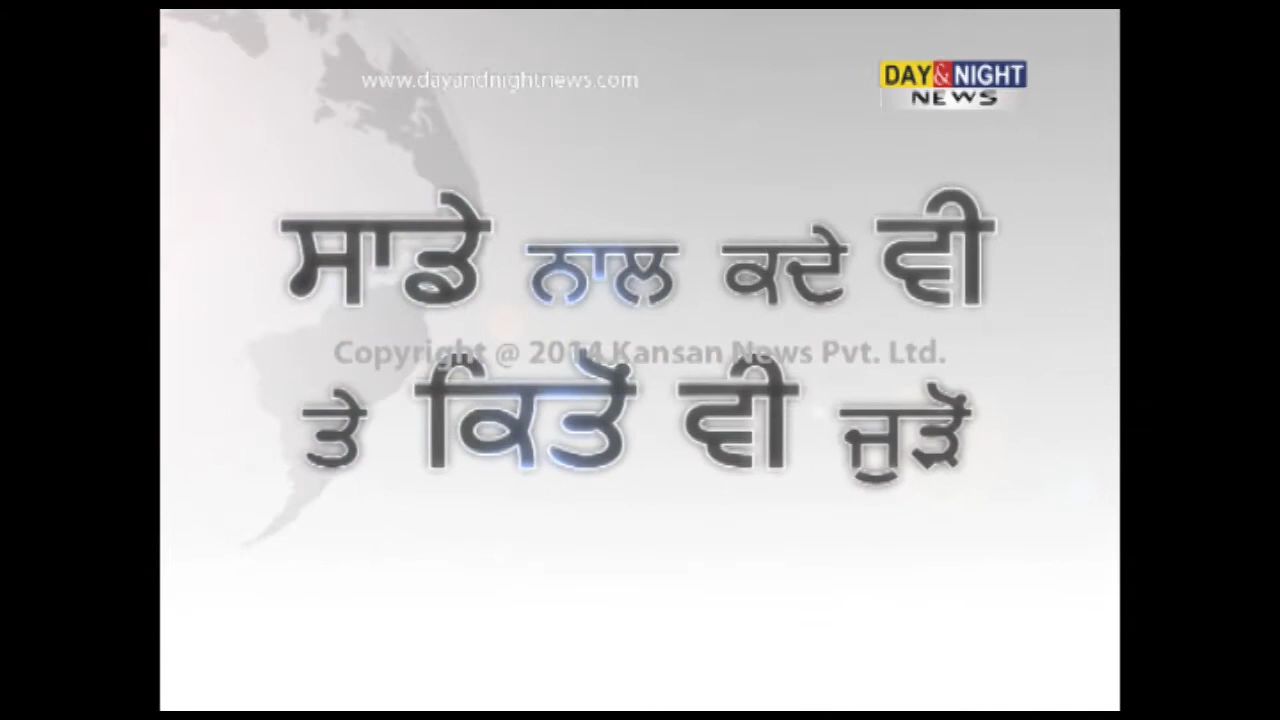 www.dayandnightnews.com
DAY & NIGHT
NEWS
ਸਾਡੇ ਨਾਲ ਕਦੇ ਵੀ
Copyright @ 2014 Kansan News Pvt. Ltd.
ਤੇ ਕਿਤੋਂ ਵੀ ਜੁੜੋਂ